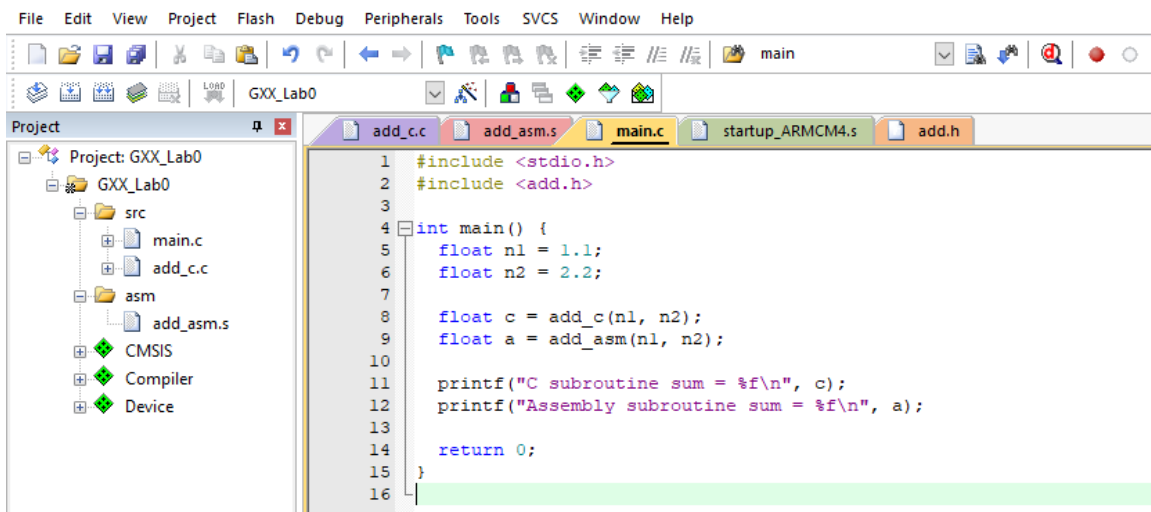 File Edit View Project Flash Debug Peripherals Tools SVCS Window Help
main
LOAD
GXX_Lab0
Project
add_c.c add_asm.s main.c startup_ARMCM4.s add.h
Project: GXX_Lab0
GXX_Lab0
src
main.c
add_c.c
asm
add_asm.s
CMSIS
Compiler
Device
1 #include <stdio.h>
2 #include <add.h>
3
4 int main() {
5 float n1 = 1.1;
6 float n2 = 2.2;
7
8 float c = add_c(n1, n2);
9 float a = add_asm(n1, n2);
10
11 printf("C subroutine sum = %f\n", c);
12 printf("Assembly subroutine sum = %f\n", a);
13
14 return 0;
15 }
16